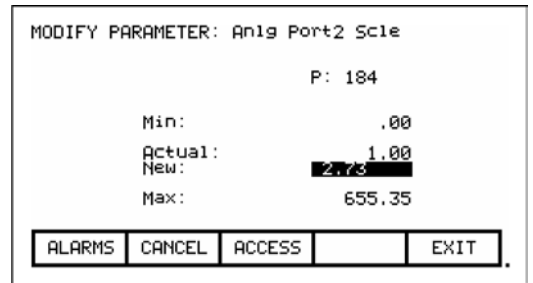 MODIFY PARAMETER: Anlg Port2 Scle
P: 184
Min: .00
Actual: 1.00
New: 2.73
Max: 655.35
ALARMS CANCEL ACCESS EXIT